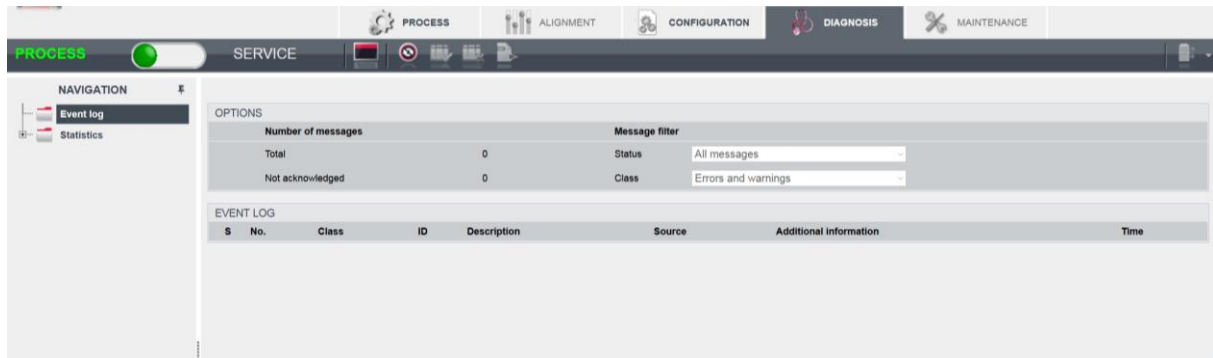 PROCESS ALIGNMENT CONFIGURATION DIAGNOSIS MAINTENANCE
PROCESS SERVICE
NAVIGATION
Event log
Statistics
OPTIONS
Number of messages Message filter
Total 0 Status All messages
Not acknowledged 0 Class Errors and warnings
EVENT LOG
S No. Class ID Description Source Additional information Time